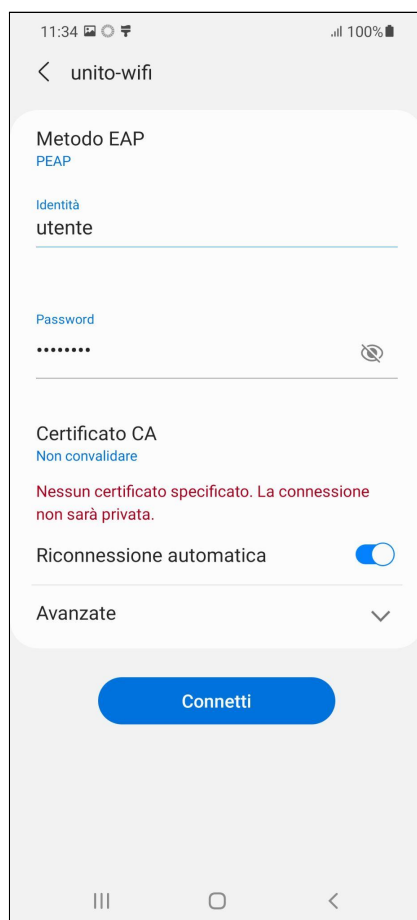 11:34 100%
unito-wifi
Metodo EAP
PEAP
Identità
utente
Password
••••••••
Certificato CA
Non convalidare
Nessun certificato specificato. La connessione
non sarà privata.
Riconnessione automatica
Avanzate
Connetti